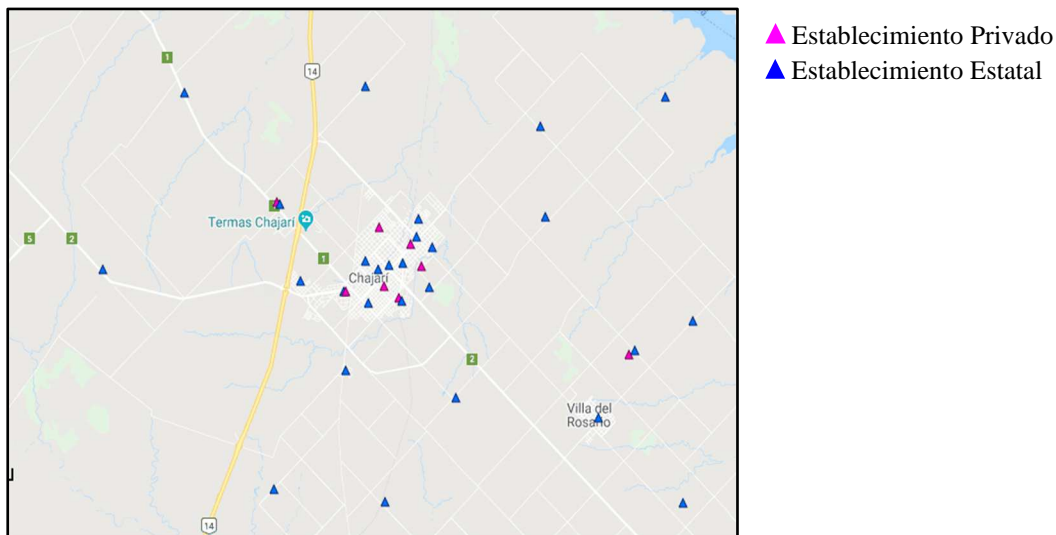 Establecimiento Privado
Establecimiento Estatal
1
14
Termas Chajarí
5
2
1
Chajarí
2
Villa del
Rosario
14